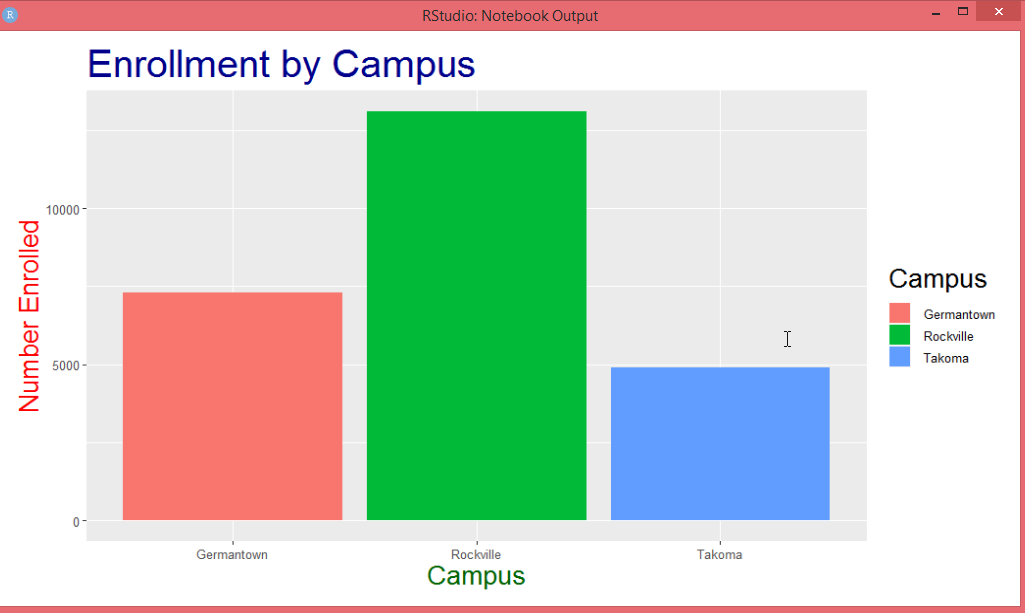 R
RStudio: Notebook Output
Enrollment by Campus
Number Enrolled
10000
5000
0
Germantown
Rockville
Takoma
Campus
Campus
Germantown
Rockville
Takoma